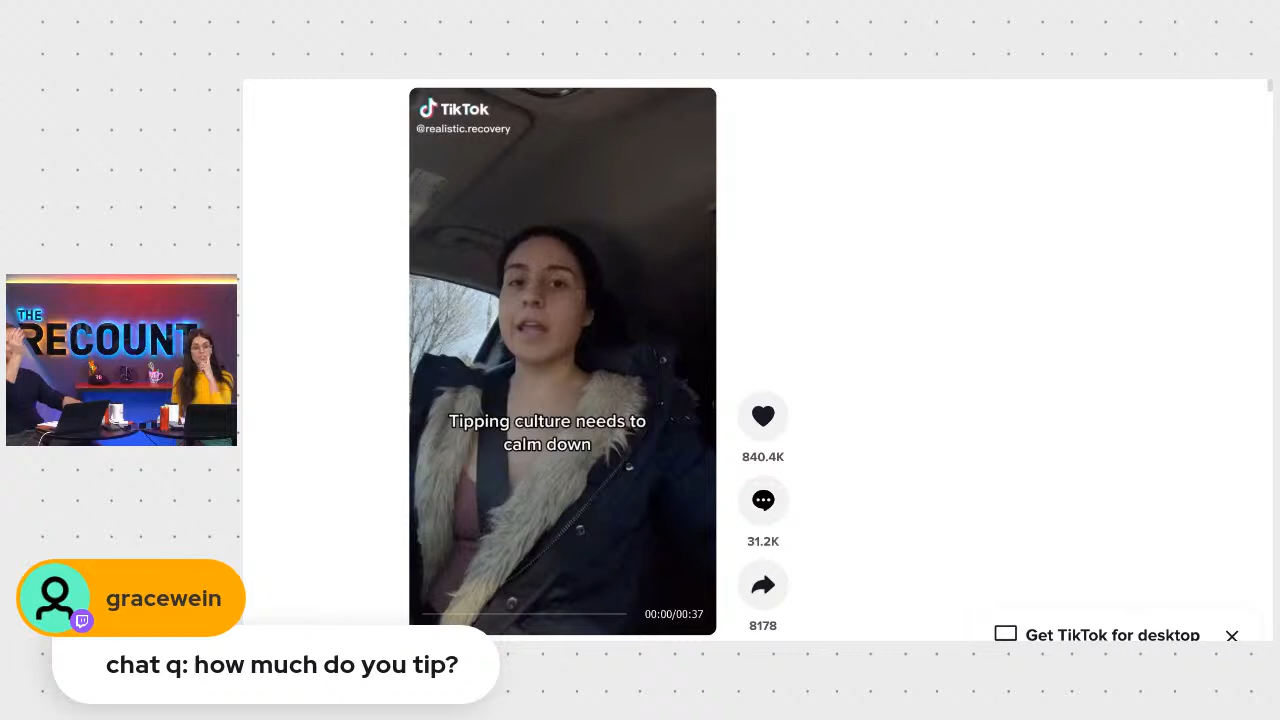 TikTok
@realistic.recovery
THE
RECOUNT
Tipping culture needs to
calm down
840.4K
31.2K
00:00/00:37
8178
gracewein
chat q: how much do you tip?
Get TikTok for desktop